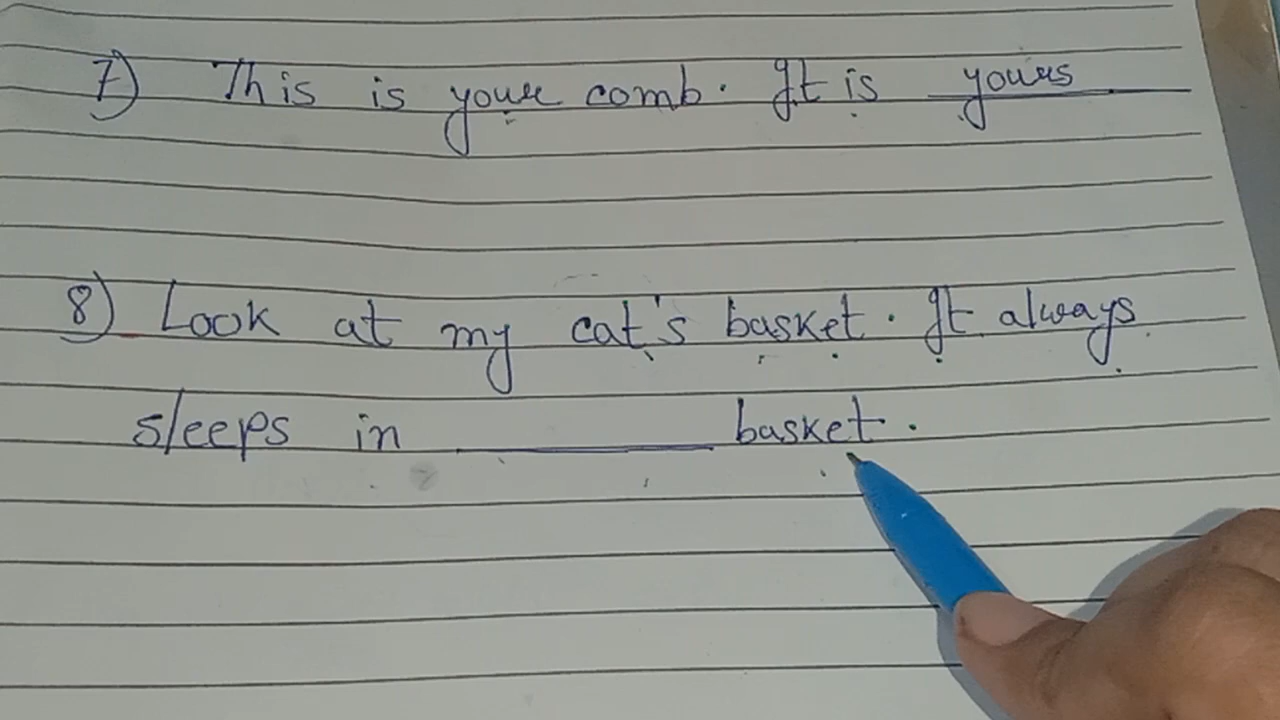 7) This is your comb. It is yours
8) Look at my cat's basket. It always
sleeps in ______ basket.